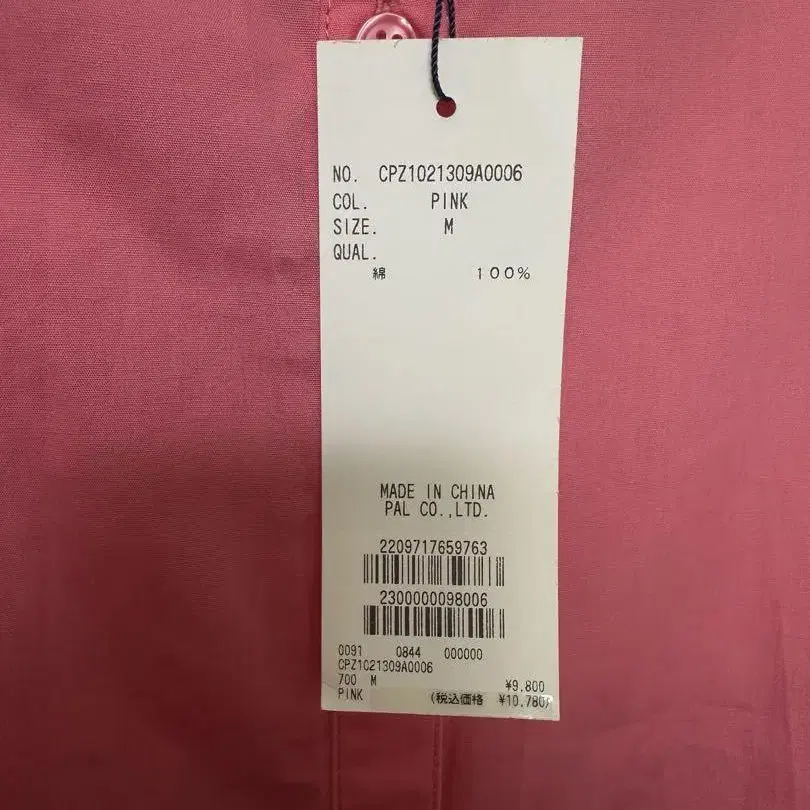 NO. CPZ1021309A0006
COL. PINK
SIZE. M
QUAL.
綿 100%
MADE IN CHINA
PAL CO.,LTD.
2209717659763
2300000098006
0091 0844 000000
CPZ1021309A0006
700 M ¥9,800
PINK (税込価格 ¥10,780)